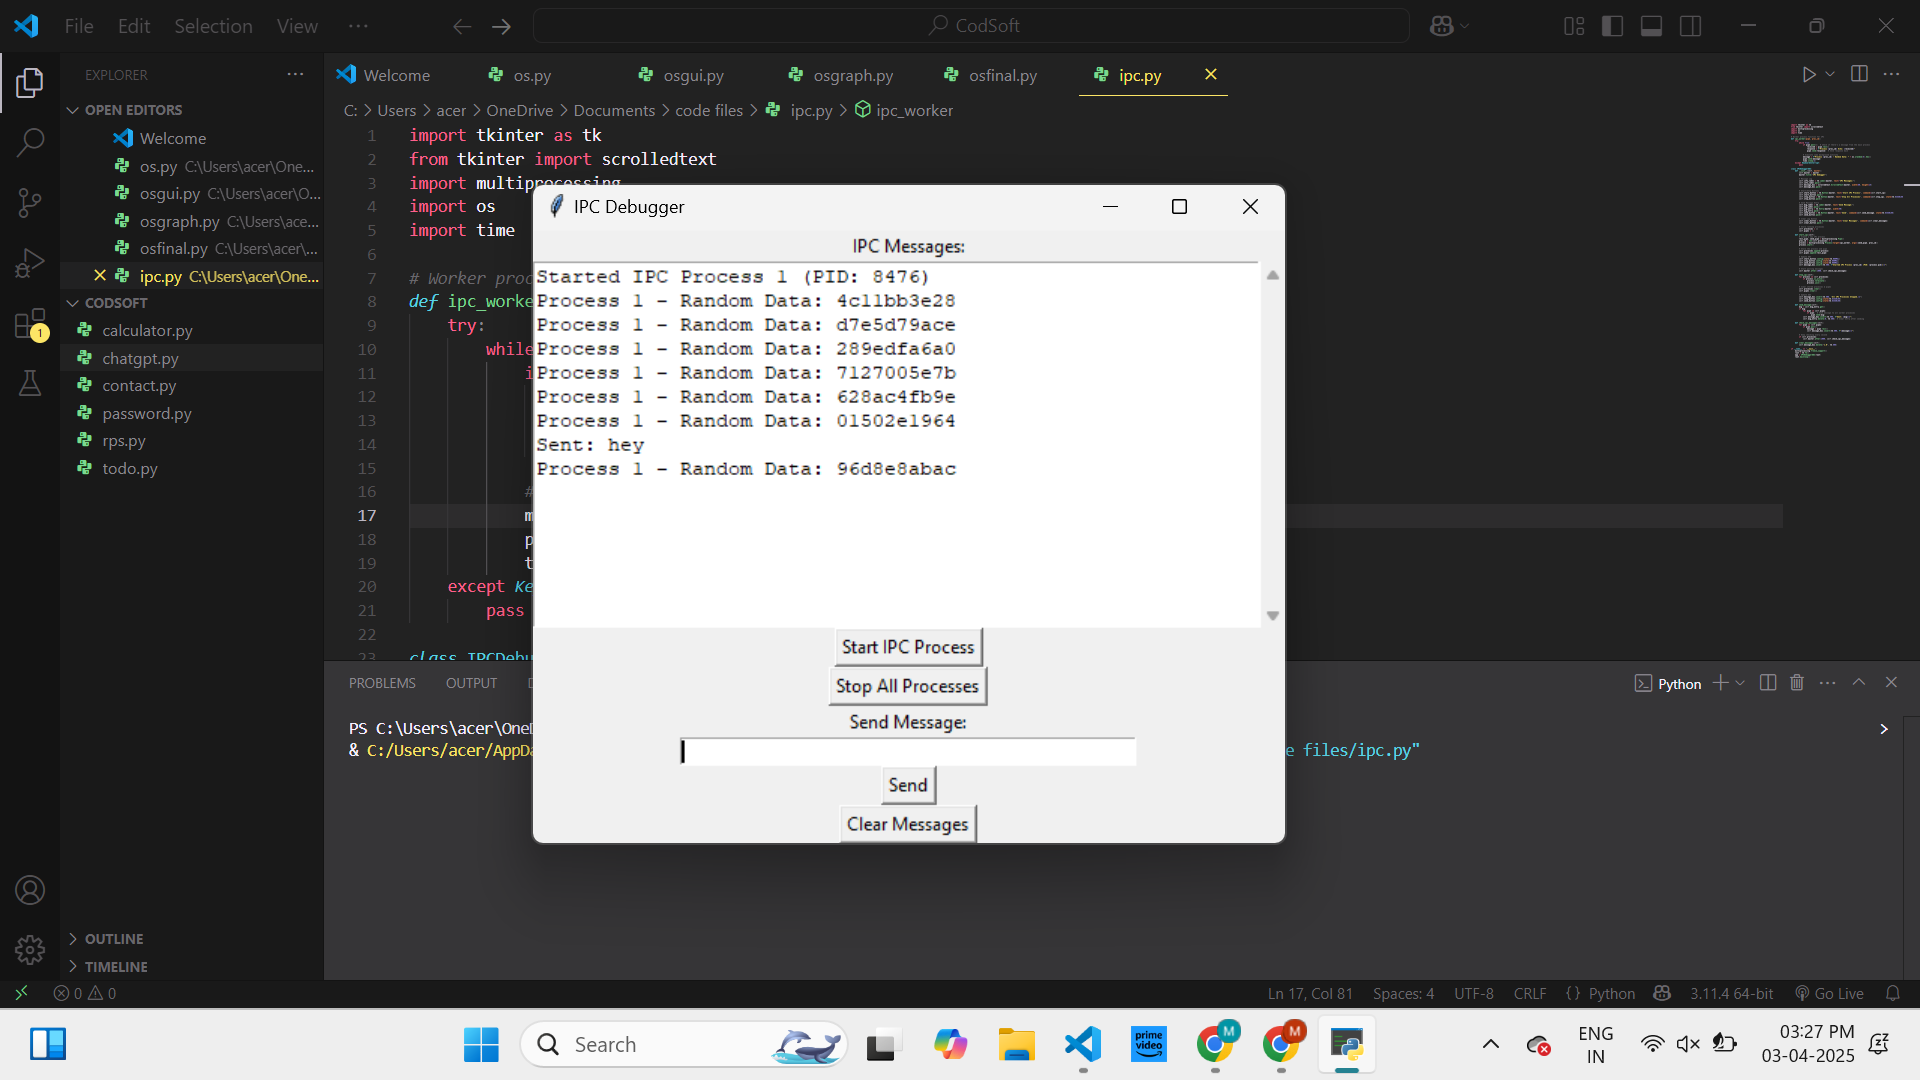 File Edit Selection View ···
CodSoft
EXPLORER ···
OPEN EDITORS
Welcome
os.py C:\Users\acer\One...
osgui.py C:\Users\acer\O...
osgraph.py C:\Users\ace...
osfinal.py C:\Users\acer\...
ipc.py C:\Users\acer\One...
CODSOFT
calculator.py
chatgpt.py
contact.py
password.py
rps.py
todo.py
OUTLINE
TIMELINE
1
Welcome os.py osgui.py osgraph.py osfinal.py ipc.py
C: > Users > acer > OneDrive > Documents > code files > ipc.py > ipc_worker
1 import tkinter as tk
2 from tkinter import scrolledtext
3 import multiprocessing
4 import os
5 import time
6
7 # Worker proc
8 def ipc_worke
9 try:
10 while
11 i
12
13
14
15
16 #
17 m
18 p
19 t
20 except Ke
21 pass
22
23 class IPCDebu
IPC Debugger
IPC Messages:
Started IPC Process 1 (PID: 8476)
Process 1 - Random Data: 4c11bb3e28
Process 1 - Random Data: d7e5d79ace
Process 1 - Random Data: 289edfa6a0
Process 1 - Random Data: 7127005e7b
Process 1 - Random Data: 628ac4fb9e
Process 1 - Random Data: 01502e1964
Sent: hey
Process 1 - Random Data: 96d8e8abac
Start IPC Process
Stop All Processes
Send Message:
Send
Clear Messages
PROBLEMS OUTPUT D
Python
PS C:\Users\acer\OneD
& C:/Users/acer/AppDa
e files/ipc.py"
0 0
Ln 17, Col 81 Spaces: 4 UTF-8 CRLF {} Python 3.11.4 64-bit Go Live
Search
prime video
M
M
ENG
IN
03:27 PM
03-04-2025